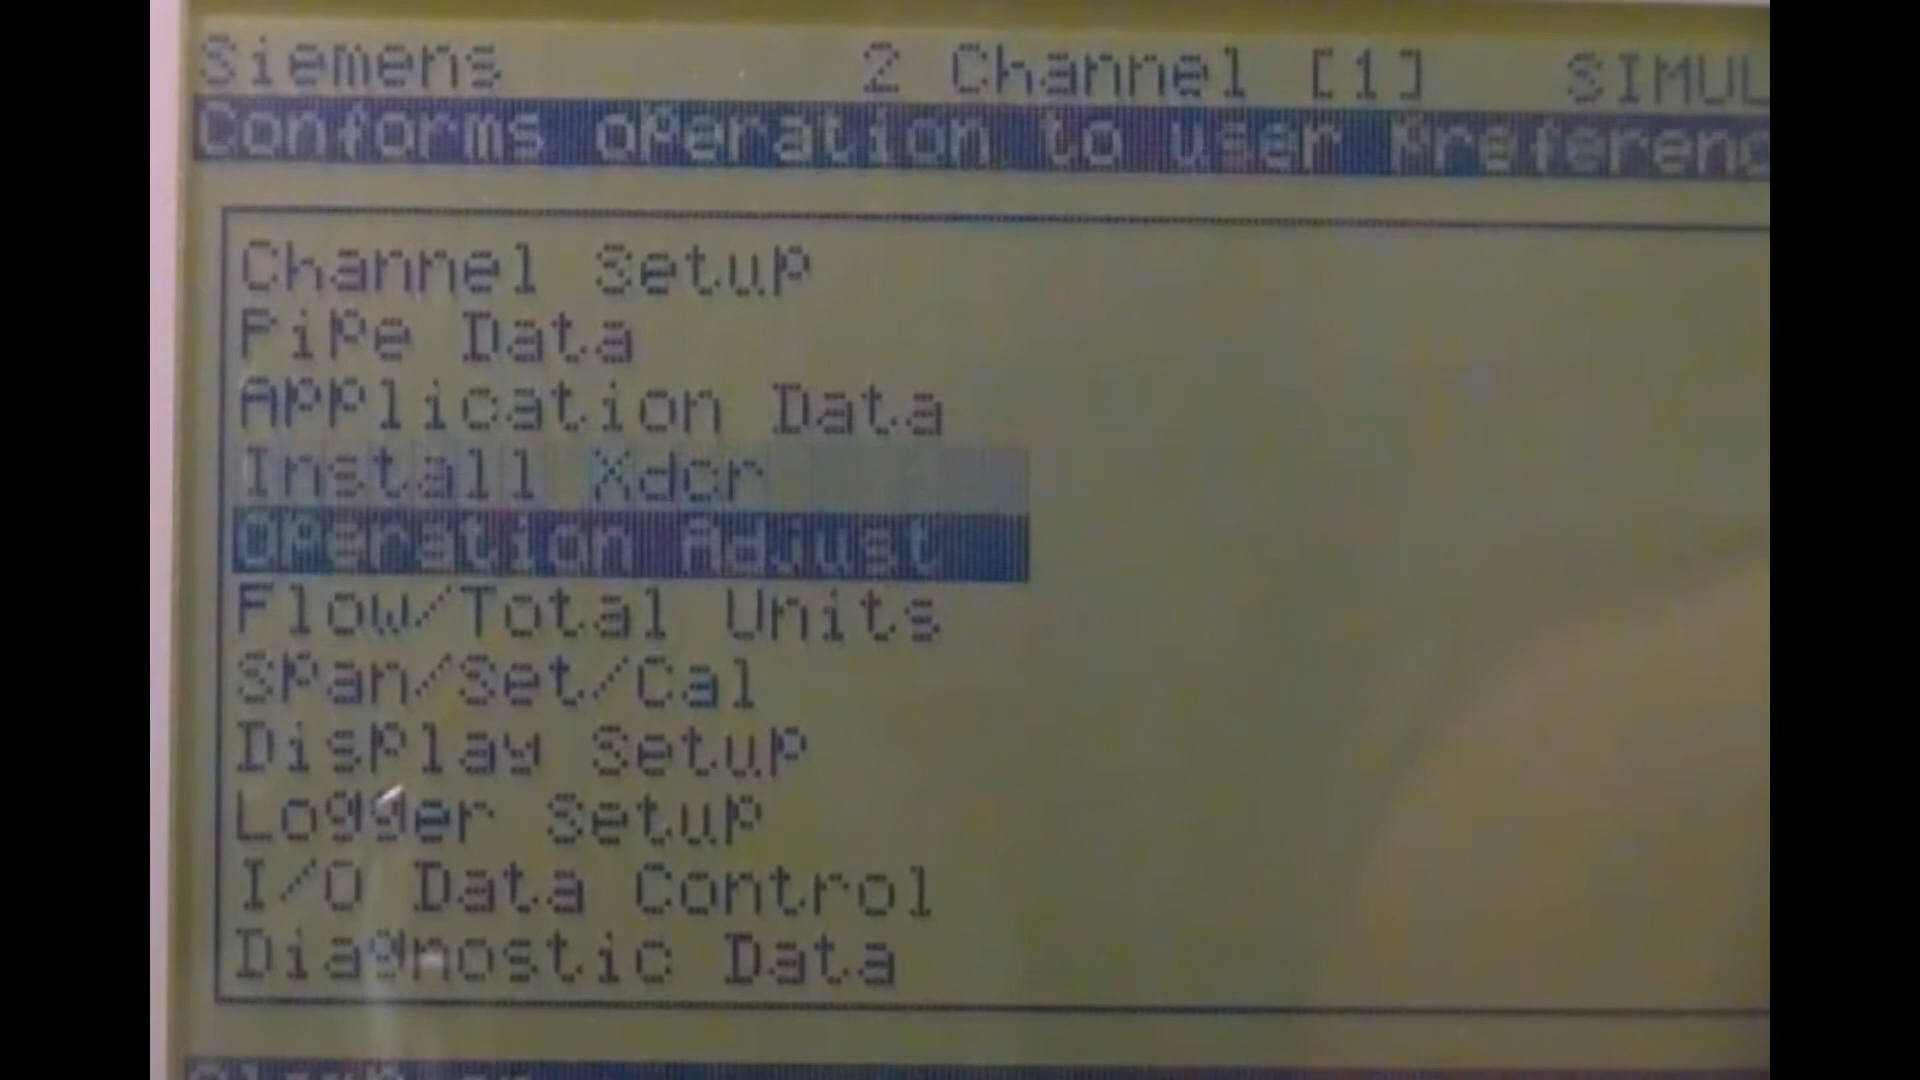 Siemens 2 Channel [1] SIMUL
Conforms operation to user preferenc
Channel Setup
Pipe Data
Application Data
Install Xdcr
Operation Adjust
Flow/Total Units
Span/Set/Cal
Display Setup
Logger Setup
I/O Data Control
Diagnostic Data